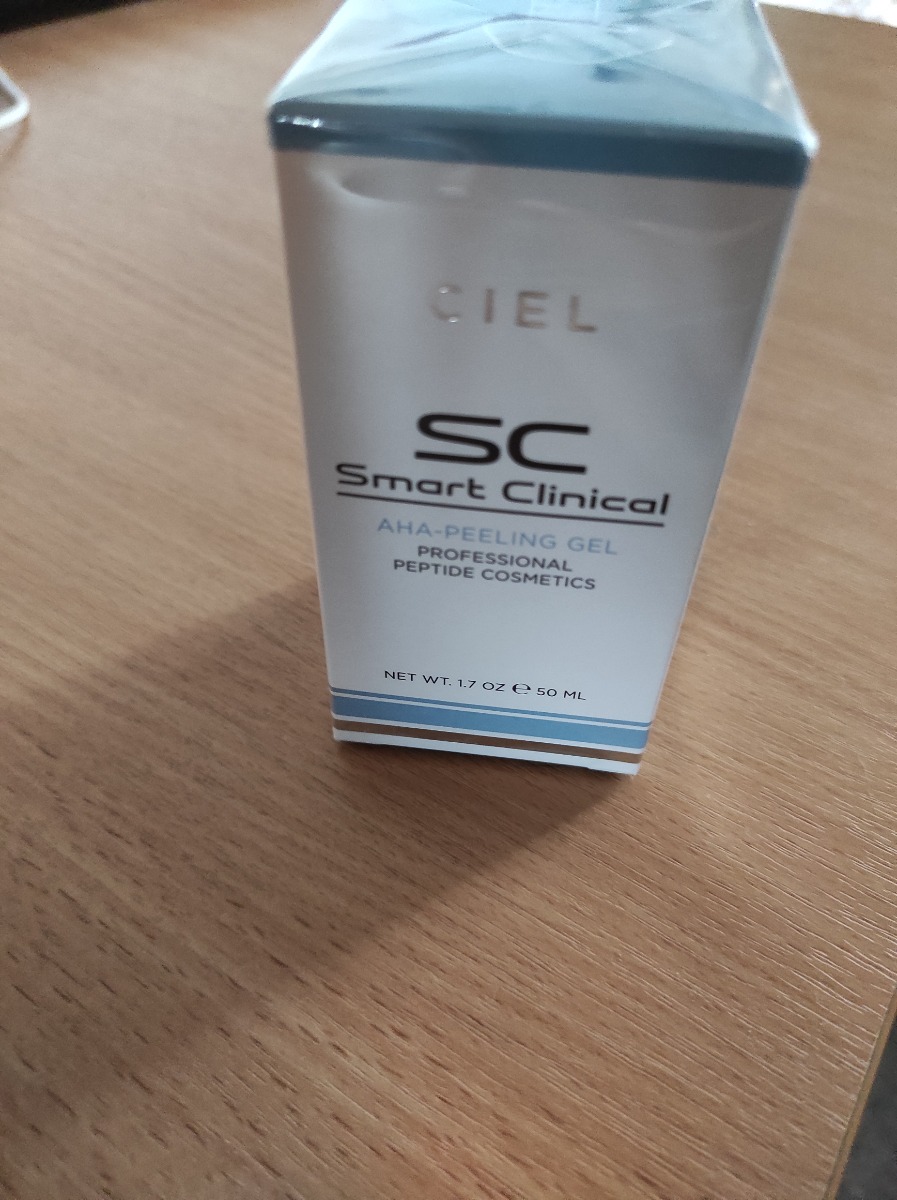 CIEL
SC
Smart Clinical
AHA-PEELING GEL
PROFESSIONAL
PEPTIDE COSMETICS
NET WT. 1.7 OZ ℮ 50 ML